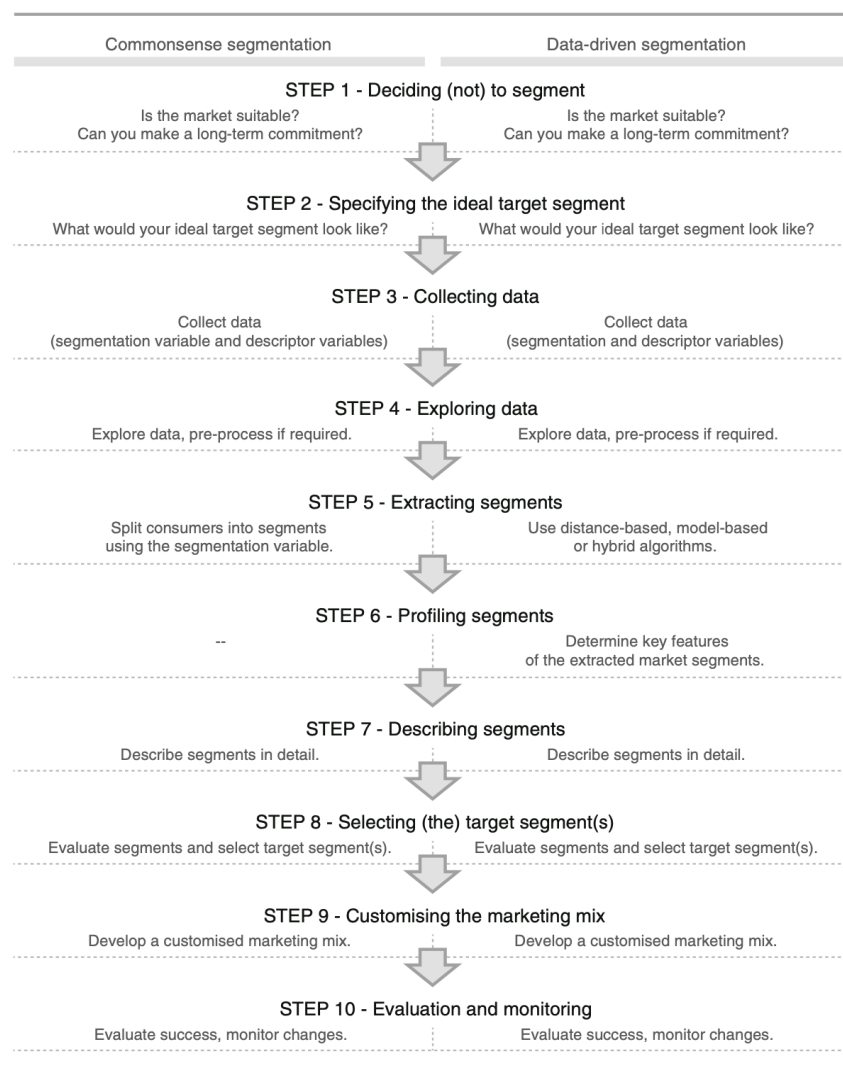 Commonsense segmentation
Data-driven segmentation
STEP 1 - Deciding (not) to segment
Is the market suitable?
Can you make a long-term commitment?
Is the market suitable?
Can you make a long-term commitment?
STEP 2 - Specifying the ideal target segment
What would your ideal target segment look like?
What would your ideal target segment look like?
STEP 3 - Collecting data
Collect data
(segmentation variable and descriptor variables)
Collect data
(segmentation and descriptor variables)
STEP 4 - Exploring data
Explore data, pre-process if required.
Explore data, pre-process if required.
STEP 5 - Extracting segments
Split consumers into segments
using the segmentation variable.
Use distance-based, model-based
or hybrid algorithms.
STEP 6 - Profiling segments
--
Determine key features
of the extracted market segments.
STEP 7 - Describing segments
Describe segments in detail.
Describe segments in detail.
STEP 8 - Selecting (the) target segment(s)
Evaluate segments and select target segment(s).
Evaluate segments and select target segment(s).
STEP 9 - Customising the marketing mix
Develop a customised marketing mix.
Develop a customised marketing mix.
STEP 10 - Evaluation and monitoring
Evaluate success, monitor changes.
Evaluate success, monitor changes.